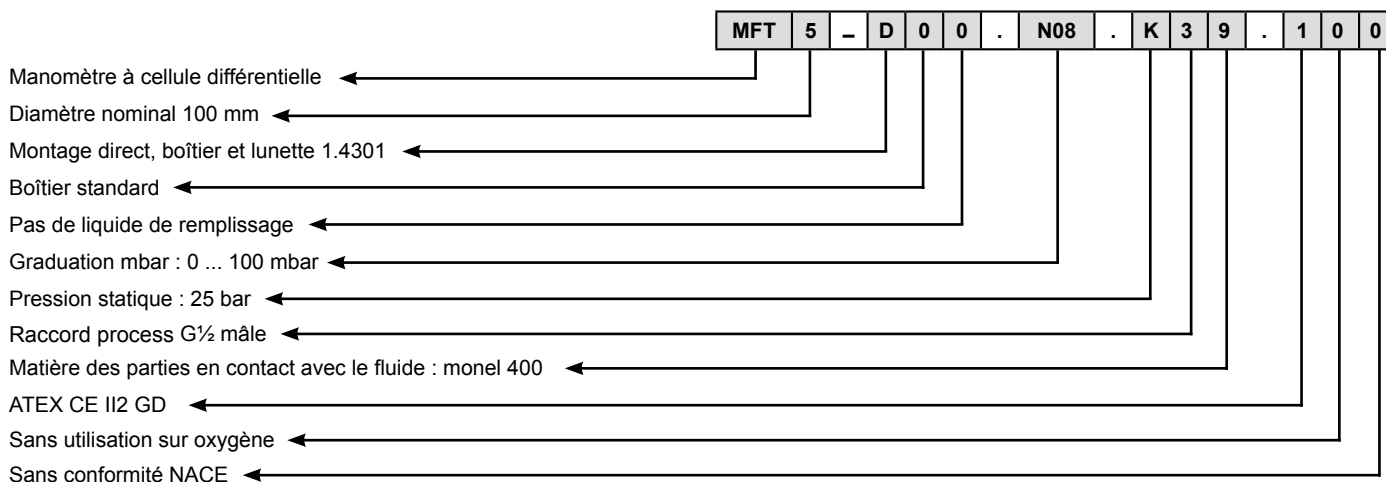 MFT 5 – D 0 0 . N08 . K 3 9 . 1 0 0
Manomètre à cellule différentielle
Diamètre nominal 100 mm
Montage direct, boîtier et lunette 1.4301
Boîtier standard
Pas de liquide de remplissage
Graduation mbar : 0 ... 100 mbar
Pression statique : 25 bar
Raccord process G½ mâle
Matière des parties en contact avec le fluide : monel 400
ATEX CE II2 GD
Sans utilisation sur oxygène
Sans conformité NACE